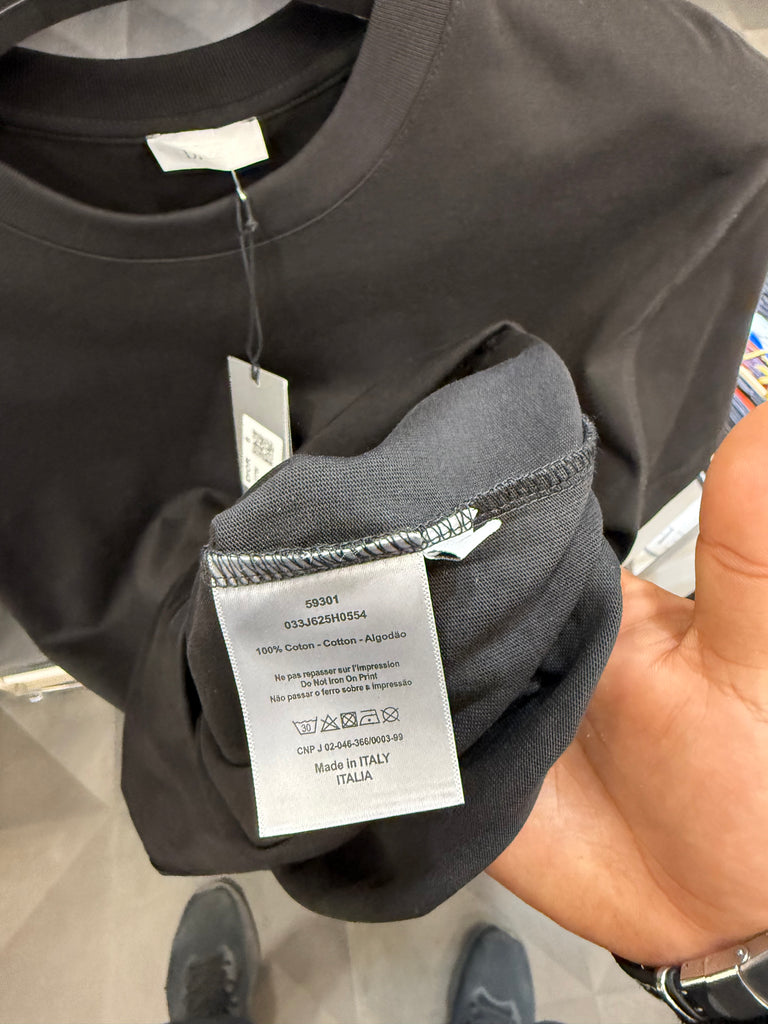 DIOR
59301
033J625H0554
100% Coton - Cotton - Algodão
Ne pas repasser sur l'impression
Do Not Iron On Print
Não passar o ferro sobre a impressão
30
CNP J 02-046-366/0003-99
Made in ITALY
ITALIA